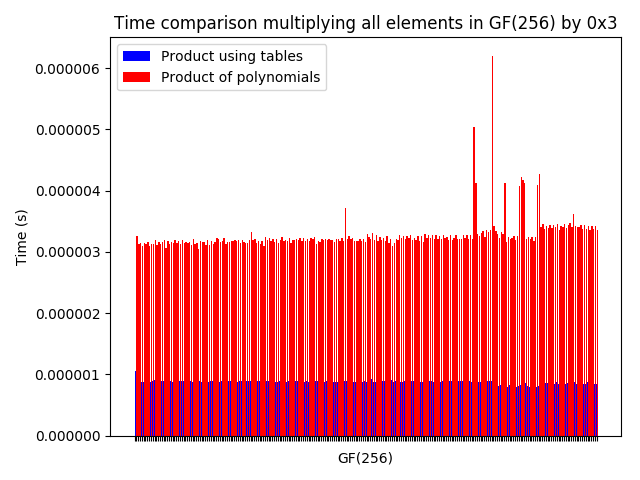 Time comparison multiplying all elements in GF(256) by 0x3
Product using tables
Product of polynomials
0.000006
0.000005
0.000004
0.000003
0.000002
0.000001
0.000000
Time (s)
GF(256)